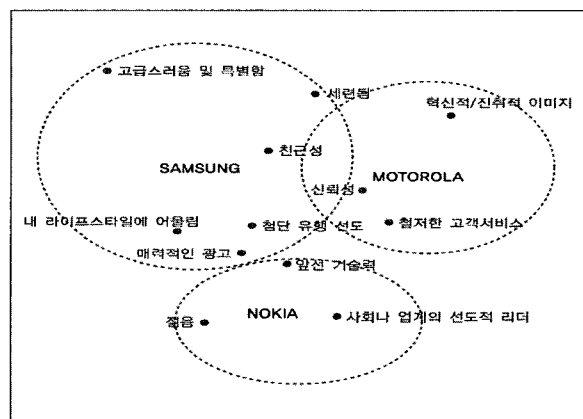 고급스러움 및 특별함
세련됨
혁신적/진취적 이미지
친근성
SAMSUNG
MOTOROLA
신뢰성
내 라이프스타일에 어울림
첨단 유행 선도
철저한 고객서비스
매력적인 광고
앞선 기술력
NOKIA
젊음
사회나 업계의 선도적 리더